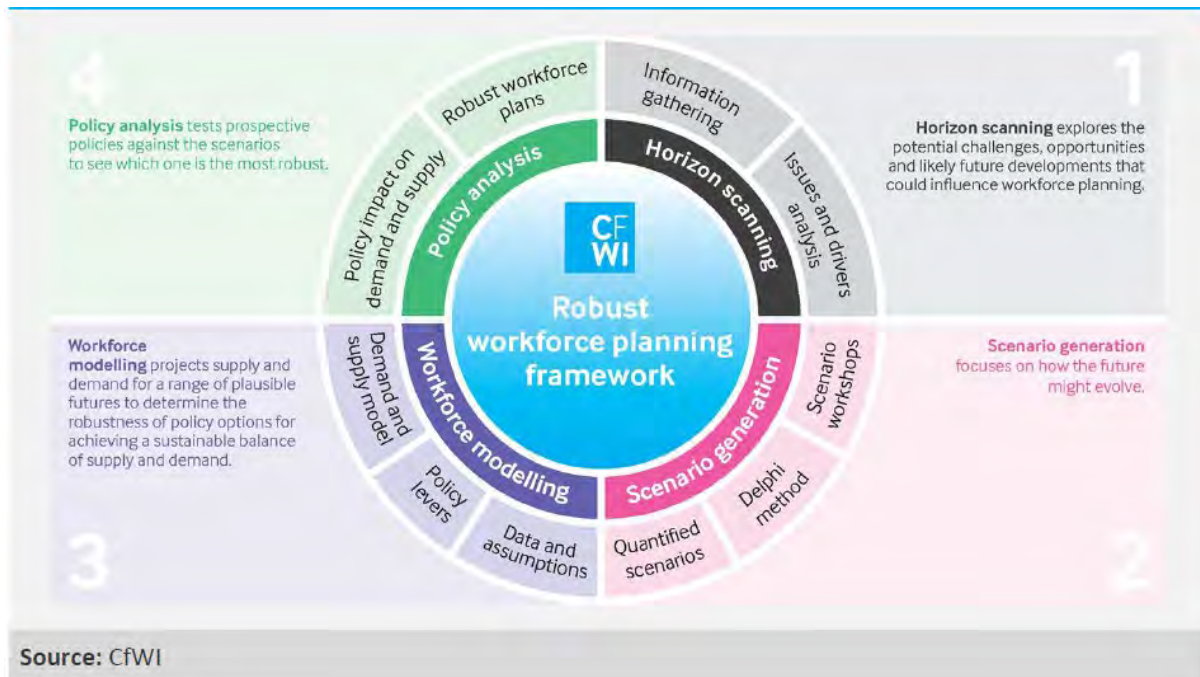 1
Information
gathering
Horizon scanning
Issues and drivers
analysis
Horizon scanning explores the
potential challenges, opportunities
and likely future developments that
could influence workforce planning.
2
Scenario generation
Scenario
workshops
Delphi
method
Quantified
scenarios
Scenario generation
focuses on how the future
might evolve.
3
Workforce modelling
Data and
assumptions
Policy
levers
Demand and
supply model
Workforce
modelling projects supply and
demand for a range of plausible
futures to determine the
robustness of policy options for
achieving a sustainable balance
of supply and demand.
4
Policy analysis
Policy impact on
demand and supply
Robust workforce
plans
Policy analysis tests prospective
policies against the scenarios
to see which one is the most robust.
CF
WI
Robust
workforce planning
framework
Source: CfWI